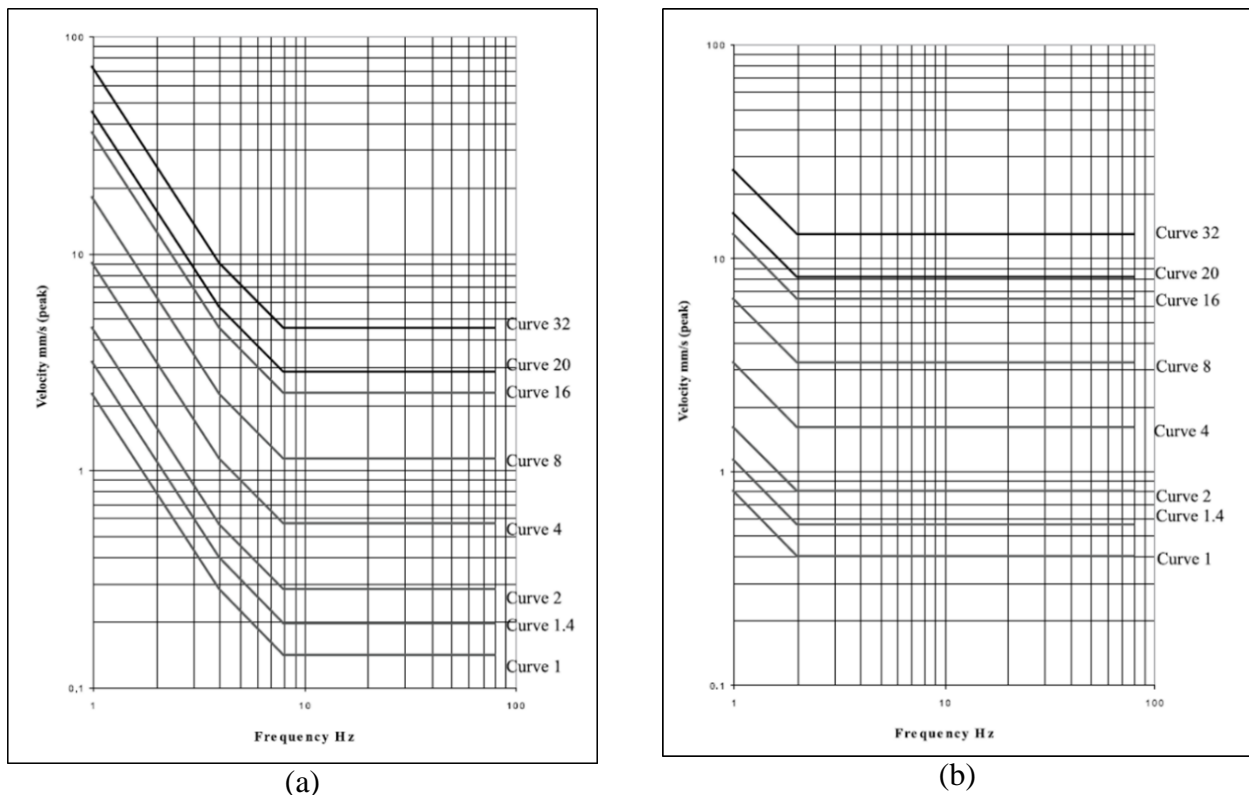 100
10
1
0,1
1
10
100
Velocity mm/s (peak)
Frequency Hz
Curve 32
Curve 20
Curve 16
Curve 8
Curve 4
Curve 2
Curve 1.4
Curve 1
(a)
100
10
1
0.1
1
10
100
Velocity mm/s (peak)
Frequency Hz
Curve 32
Curve 20
Curve 16
Curve 8
Curve 4
Curve 2
Curve 1.4
Curve 1
(b)